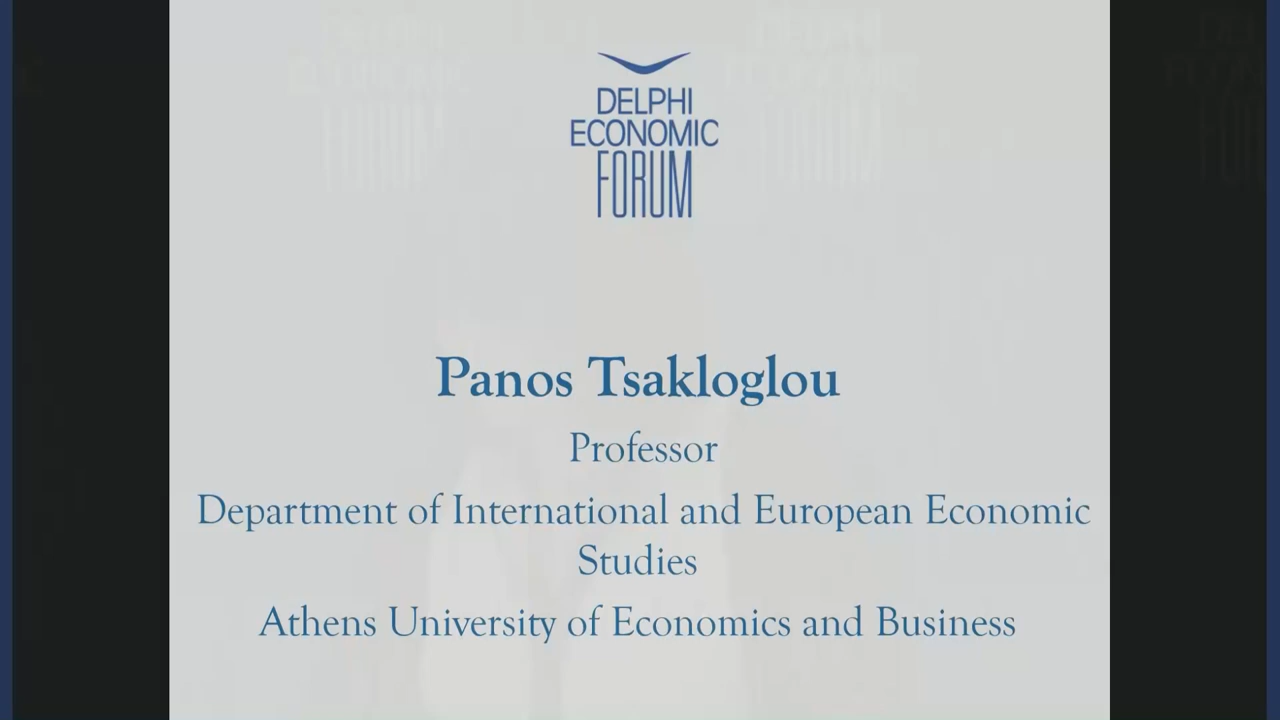 DELPHI
ECONOMIC
FORUM
Panos Tsakloglou
Professor
Department of International and European Economic
Studies
Athens University of Economics and Business